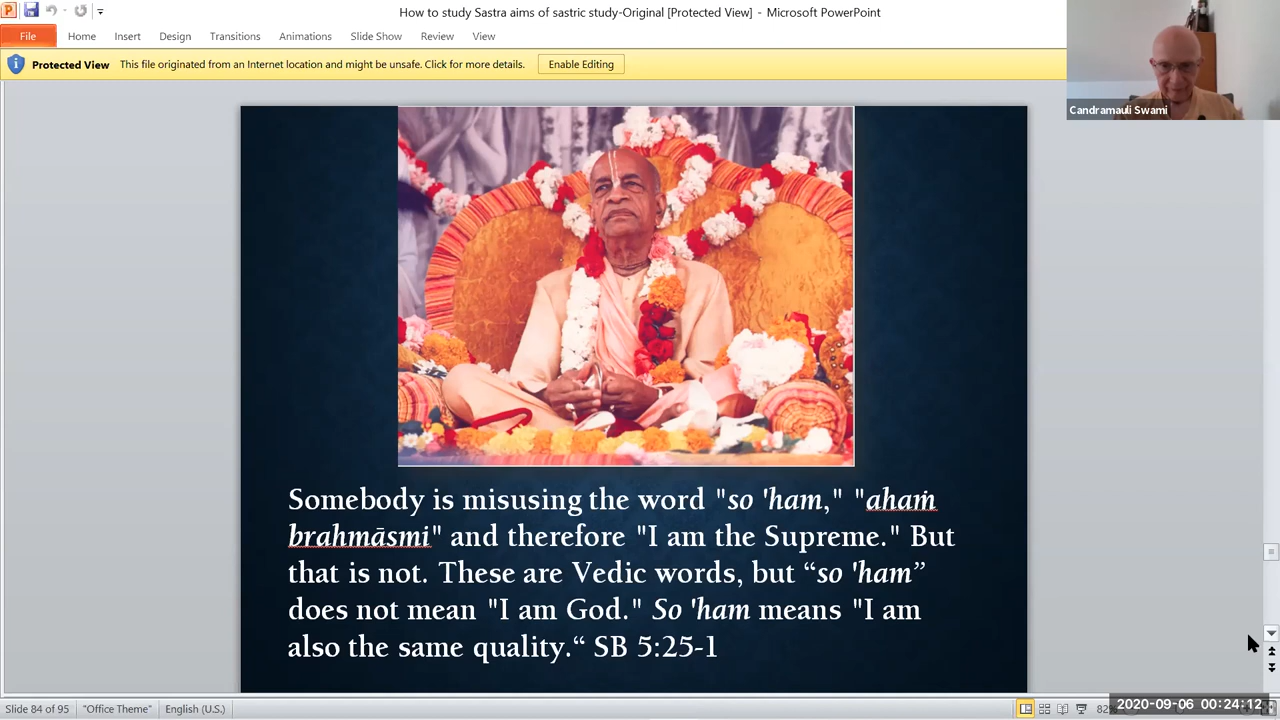 How to study Sastra aims of sastric study-Original [Protected View] - Microsoft PowerPoint
File Home Insert Design Transitions Animations Slide Show Review View
Protected View This file originated from an Internet location and might be unsafe. Click for more details. Enable Editing
Candramauli Swami
Somebody is misusing the word "so 'ham," "ahaṁ
brahmāsmi" and therefore "I am the Supreme." But
that is not. These are Vedic words, but “so 'ham”
does not mean "I am God." So 'ham means "I am
also the same quality.“ SB 5:25-1
Slide 84 of 95 "Office Theme" English (U.S.)
2020-09-06 00:24:12